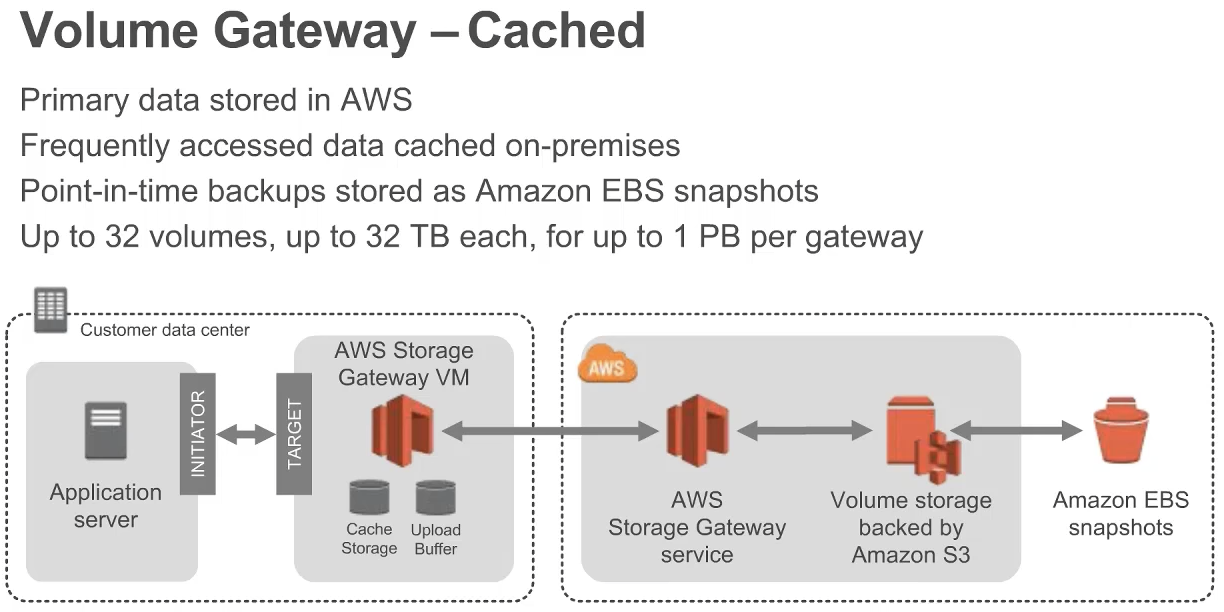 Volume Gateway – Cached
Primary data stored in AWS
Frequently accessed data cached on-premises
Point-in-time backups stored as Amazon EBS snapshots
Up to 32 volumes, up to 32 TB each, for up to 1 PB per gateway
Customer data center
Application
server
INITIATOR
TARGET
AWS Storage
Gateway VM
Cache
Storage
Upload
Buffer
AWS
AWS
Storage Gateway
service
Volume storage
backed by
Amazon S3
Amazon EBS
snapshots